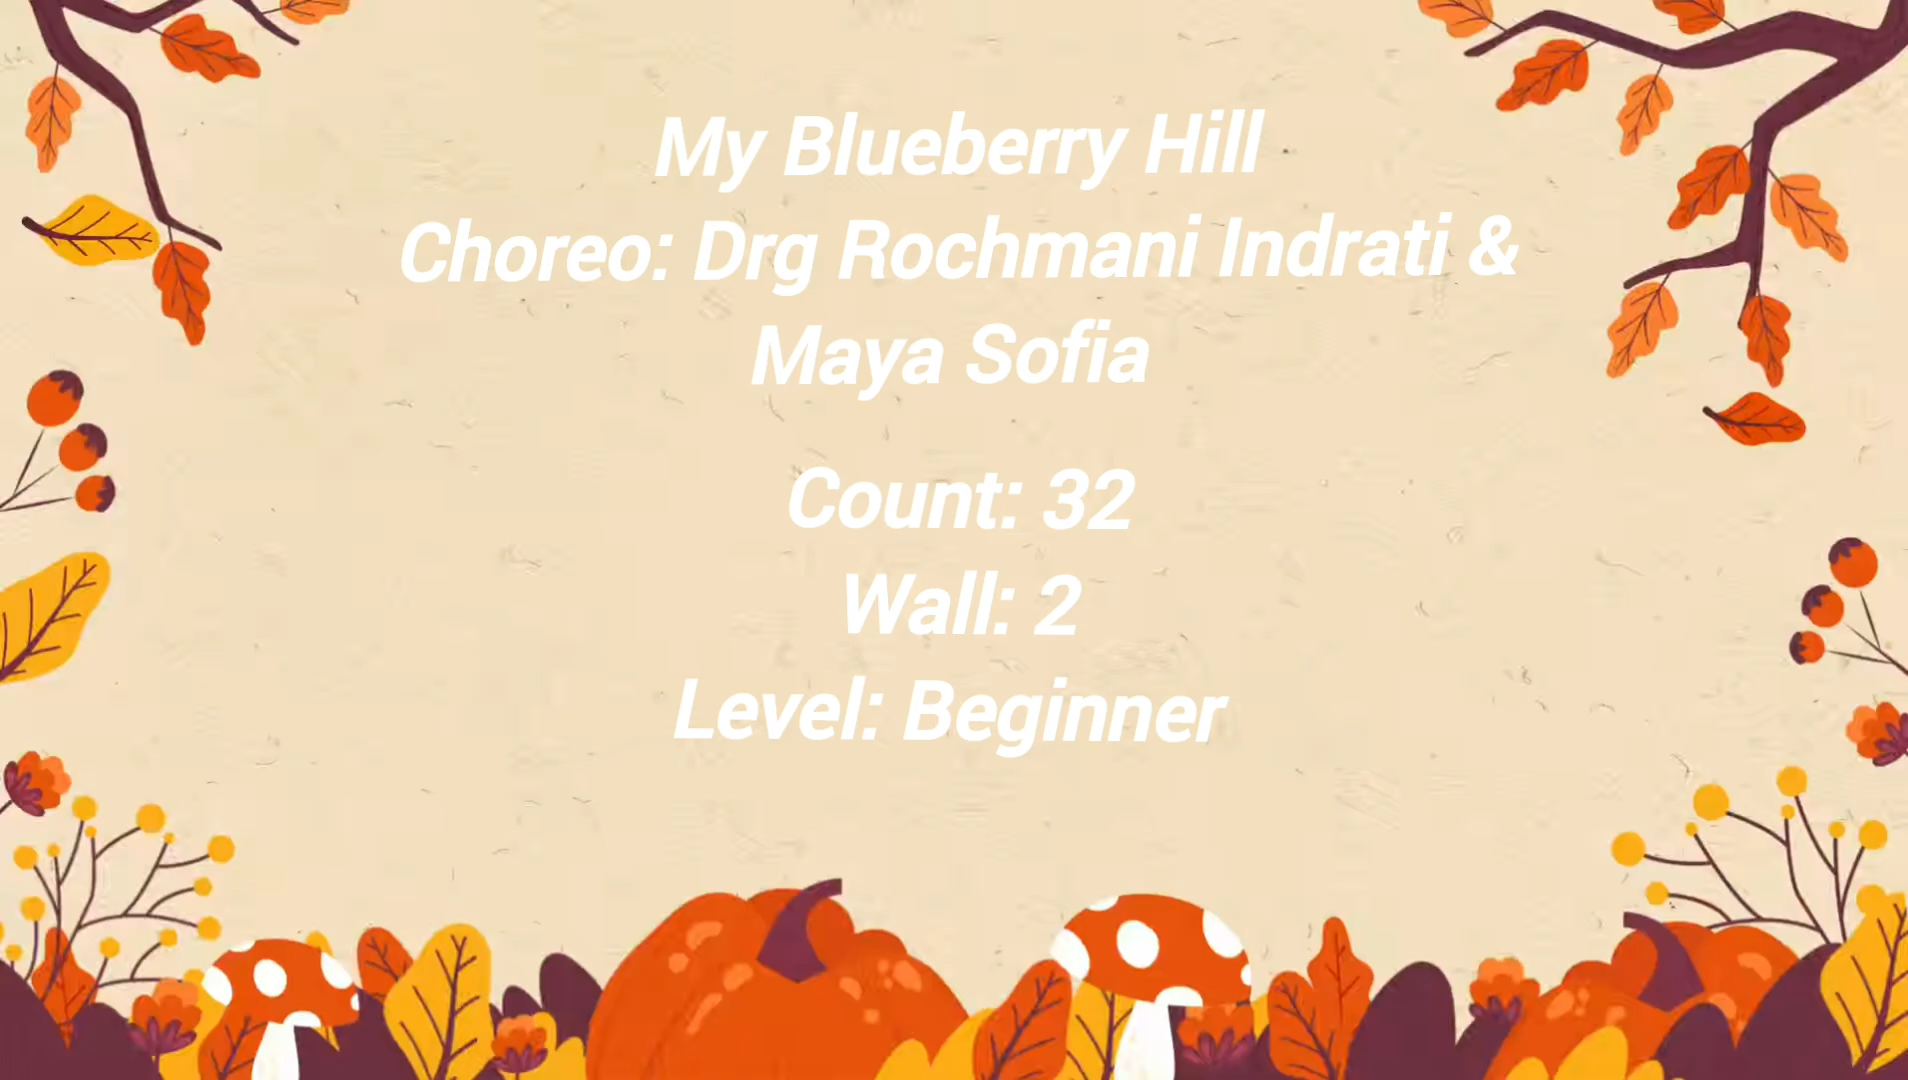 My Blueberry Hill
Choreo: Drg Rochmani Indrati &
Maya Sofia
Count: 32
Wall: 2
Level: Beginner